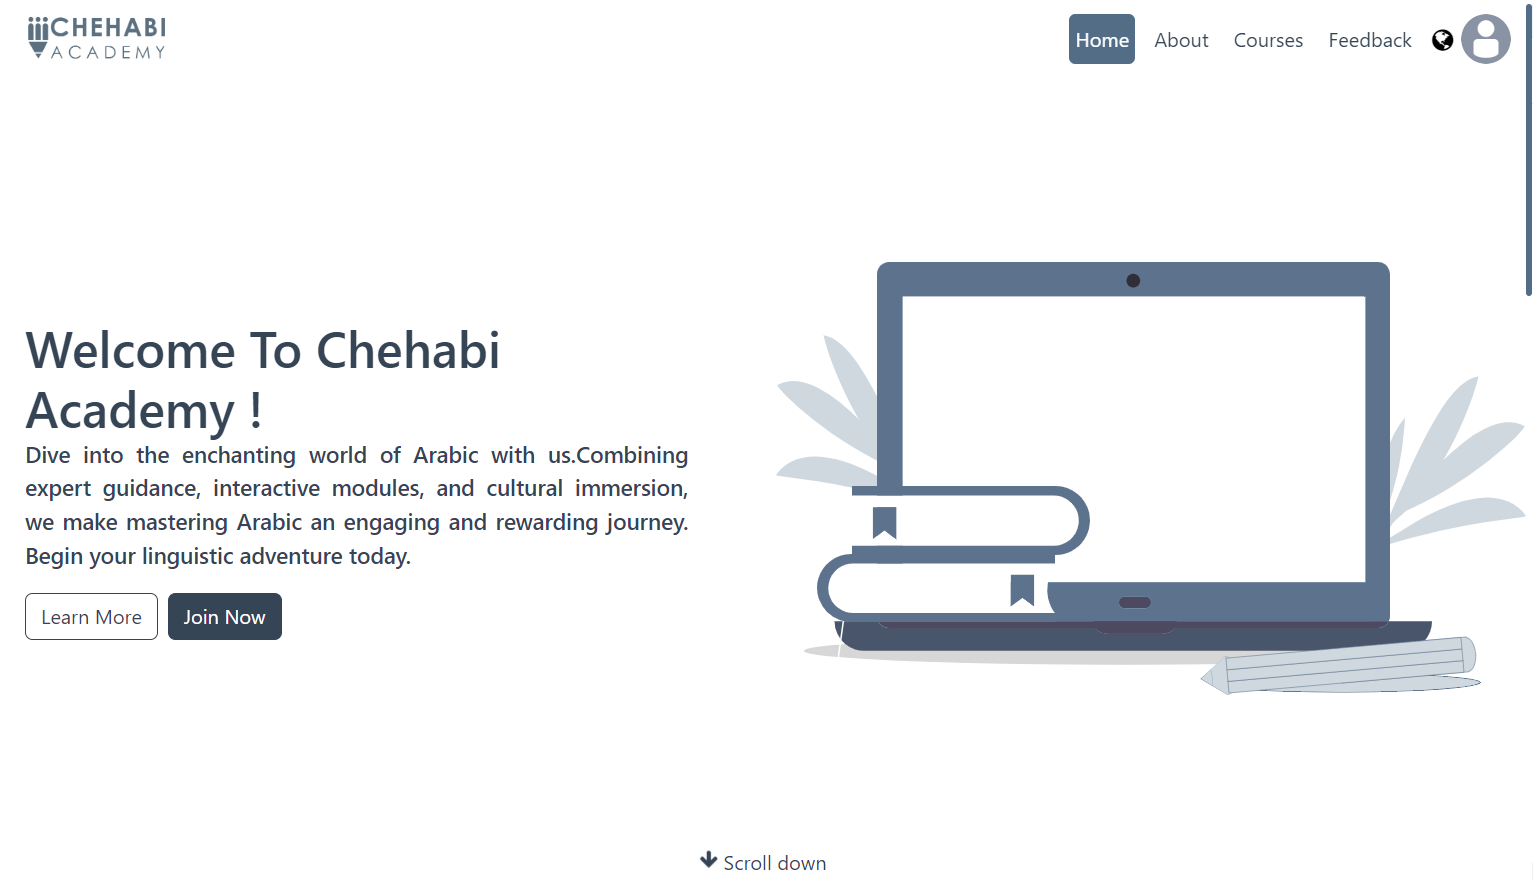 CHEHABI
ACADEMY
Home About Courses Feedback
Welcome To Chehabi
Academy !
Dive into the enchanting world of Arabic with us.Combining
expert guidance, interactive modules, and cultural immersion,
we make mastering Arabic an engaging and rewarding journey.
Begin your linguistic adventure today.
Learn More Join Now
Scroll down